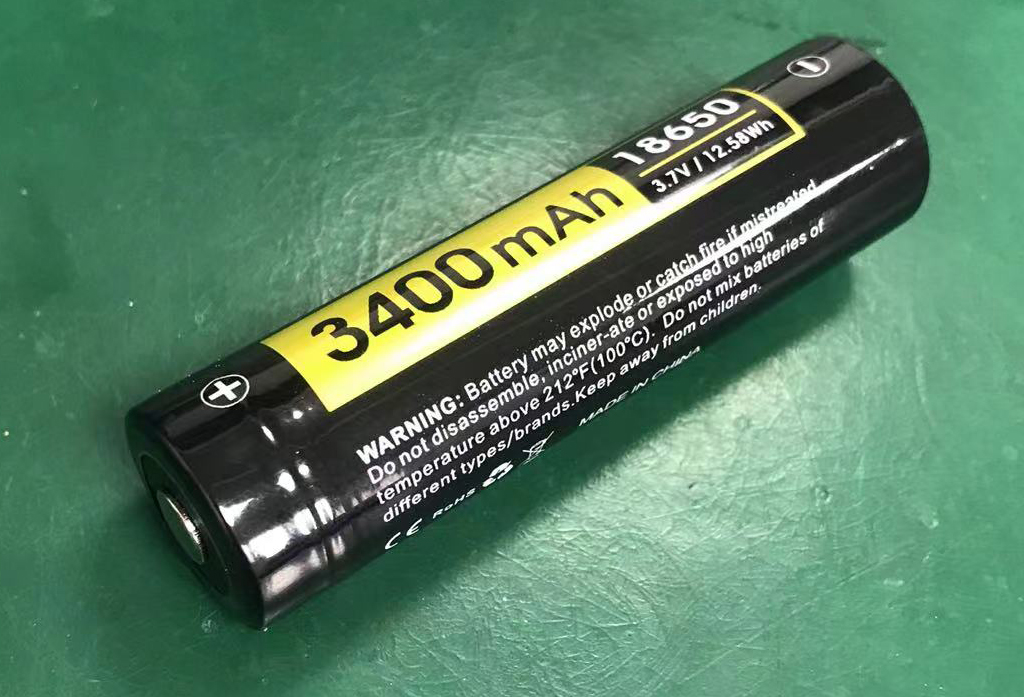 3400mAh
18650
3.7V / 12.58Wh
WARNING: Battery may explode or catch fire if mistreated.
Do not disassemble, inciner-ate or exposed to high
temperature above 212°F(100°C). Do not mix batteries of
different types/brands.Keep away from children.
CE RoHS
MADE IN CHINA